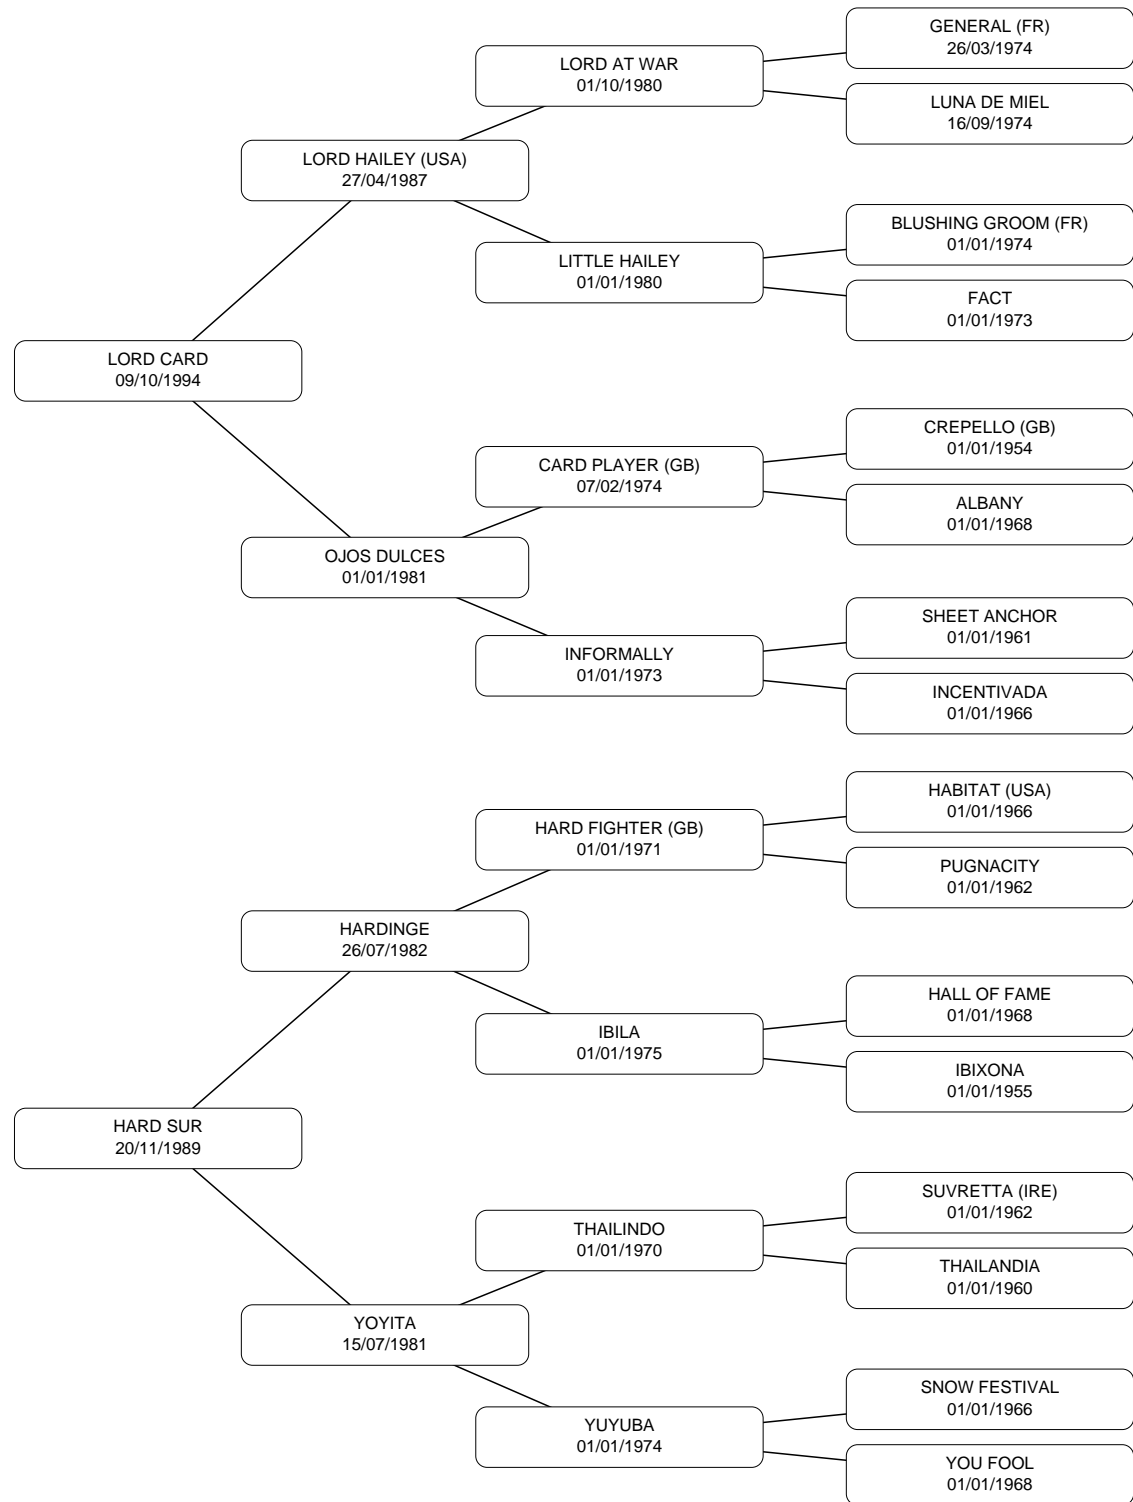 GENERAL (FR)
26/03/1974
LORD AT WAR
01/10/1980
LUNA DE MIEL
16/09/1974
LORD HAILEY (USA)
27/04/1987
BLUSHING GROOM (FR)
01/01/1974
LITTLE HAILEY
01/01/1980
FACT
01/01/1973
LORD CARD
09/10/1994
CREPELLO (GB)
01/01/1954
CARD PLAYER (GB)
07/02/1974
ALBANY
01/01/1968
OJOS DULCES
01/01/1981
SHEET ANCHOR
01/01/1961
INFORMALLY
01/01/1973
INCENTIVADA
01/01/1966
HABITAT (USA)
01/01/1966
HARD FIGHTER (GB)
01/01/1971
PUGNACITY
01/01/1962
HARDINGE
26/07/1982
HALL OF FAME
01/01/1968
IBILA
01/01/1975
IBIXONA
01/01/1955
HARD SUR
20/11/1989
SUVRETTA (IRE)
01/01/1962
THAILINDO
01/01/1970
THAILANDIA
01/01/1960
YOYITA
15/07/1981
SNOW FESTIVAL
01/01/1966
YUYUBA
01/01/1974
YOU FOOL
01/01/1968